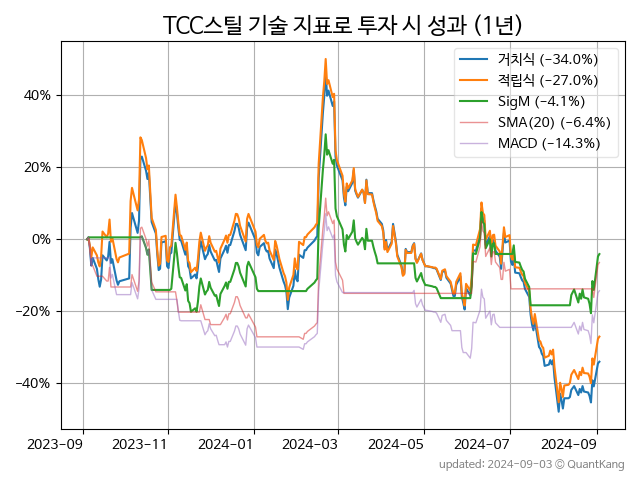 TCC스틸 기술 지표로 투자 시 성과 (1년)
거치식 (-34.0%)
적립식 (-27.0%)
SigM (-4.1%)
SMA(20) (-6.4%)
MACD (-14.3%)
40%
20%
0%
-20%
-40%
2023-09 2023-11 2024-01 2024-03 2024-05 2024-07 2024-09
updated: 2024-09-03 © QuantKang